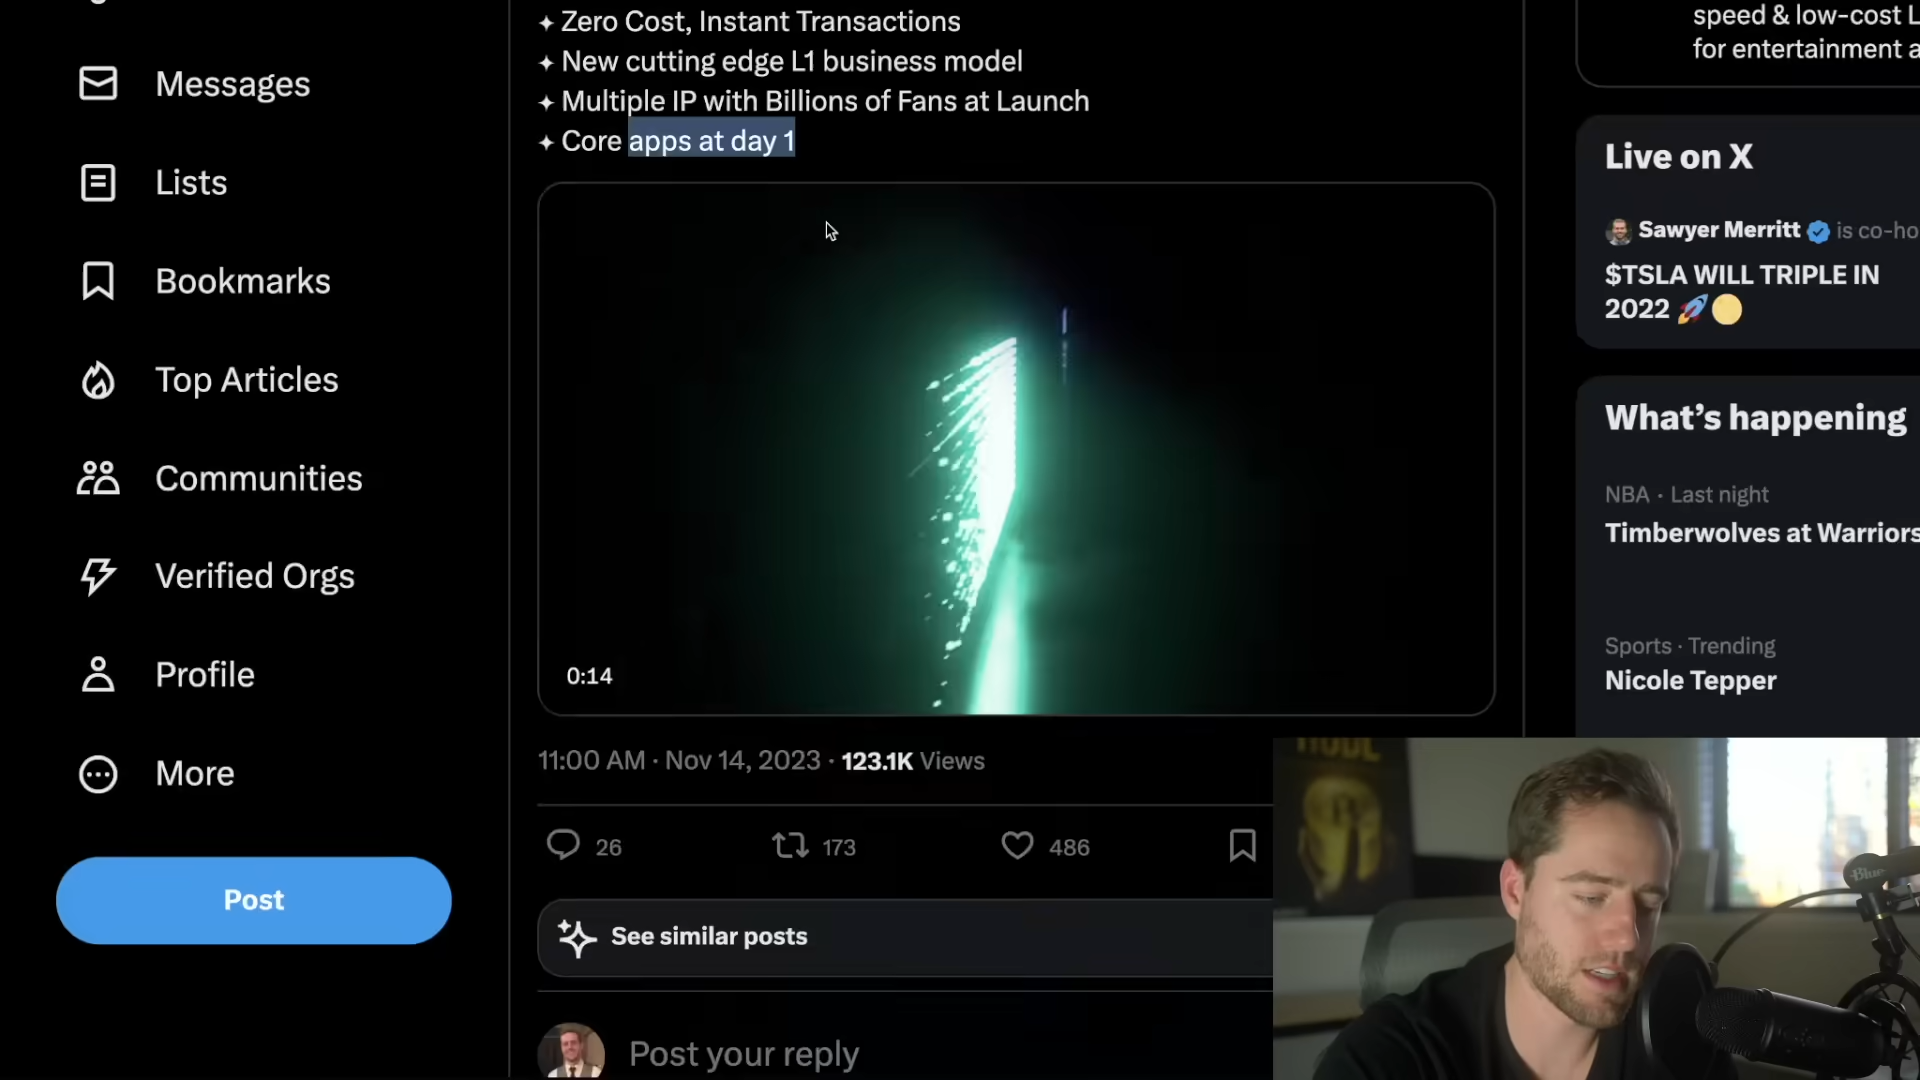 Messages
Lists
Bookmarks
Top Articles
Communities
Verified Orgs
Profile
More
Post
✦ Zero Cost, Instant Transactions
✦ New cutting edge L1 business model
✦ Multiple IP with Billions of Fans at Launch
✦ Core apps at day 1
0:14
11:00 AM · Nov 14, 2023 · 123.1K Views
26 173 486
See similar posts
Post your reply
speed & low-cost L
for entertainment a
Live on X
Sawyer Merritt is co-ho
$TSLA WILL TRIPLE IN
2022 🚀🌕
What’s happening
NBA · Last night
Timberwolves at Warriors
Sports · Trending
Nicole Tepper
HODL
Blue